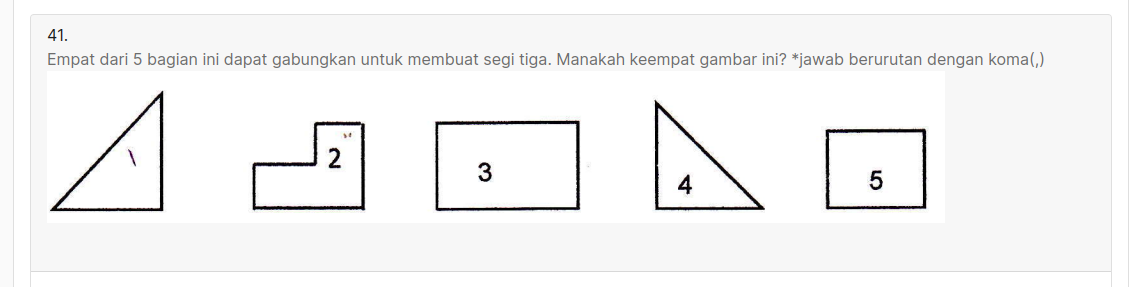 41.
Empat dari 5 bagian ini dapat gabungkan untuk membuat segi tiga. Manakah keempat gambar ini? *jawab berurutan dengan koma(,)
1 2 3 4 5